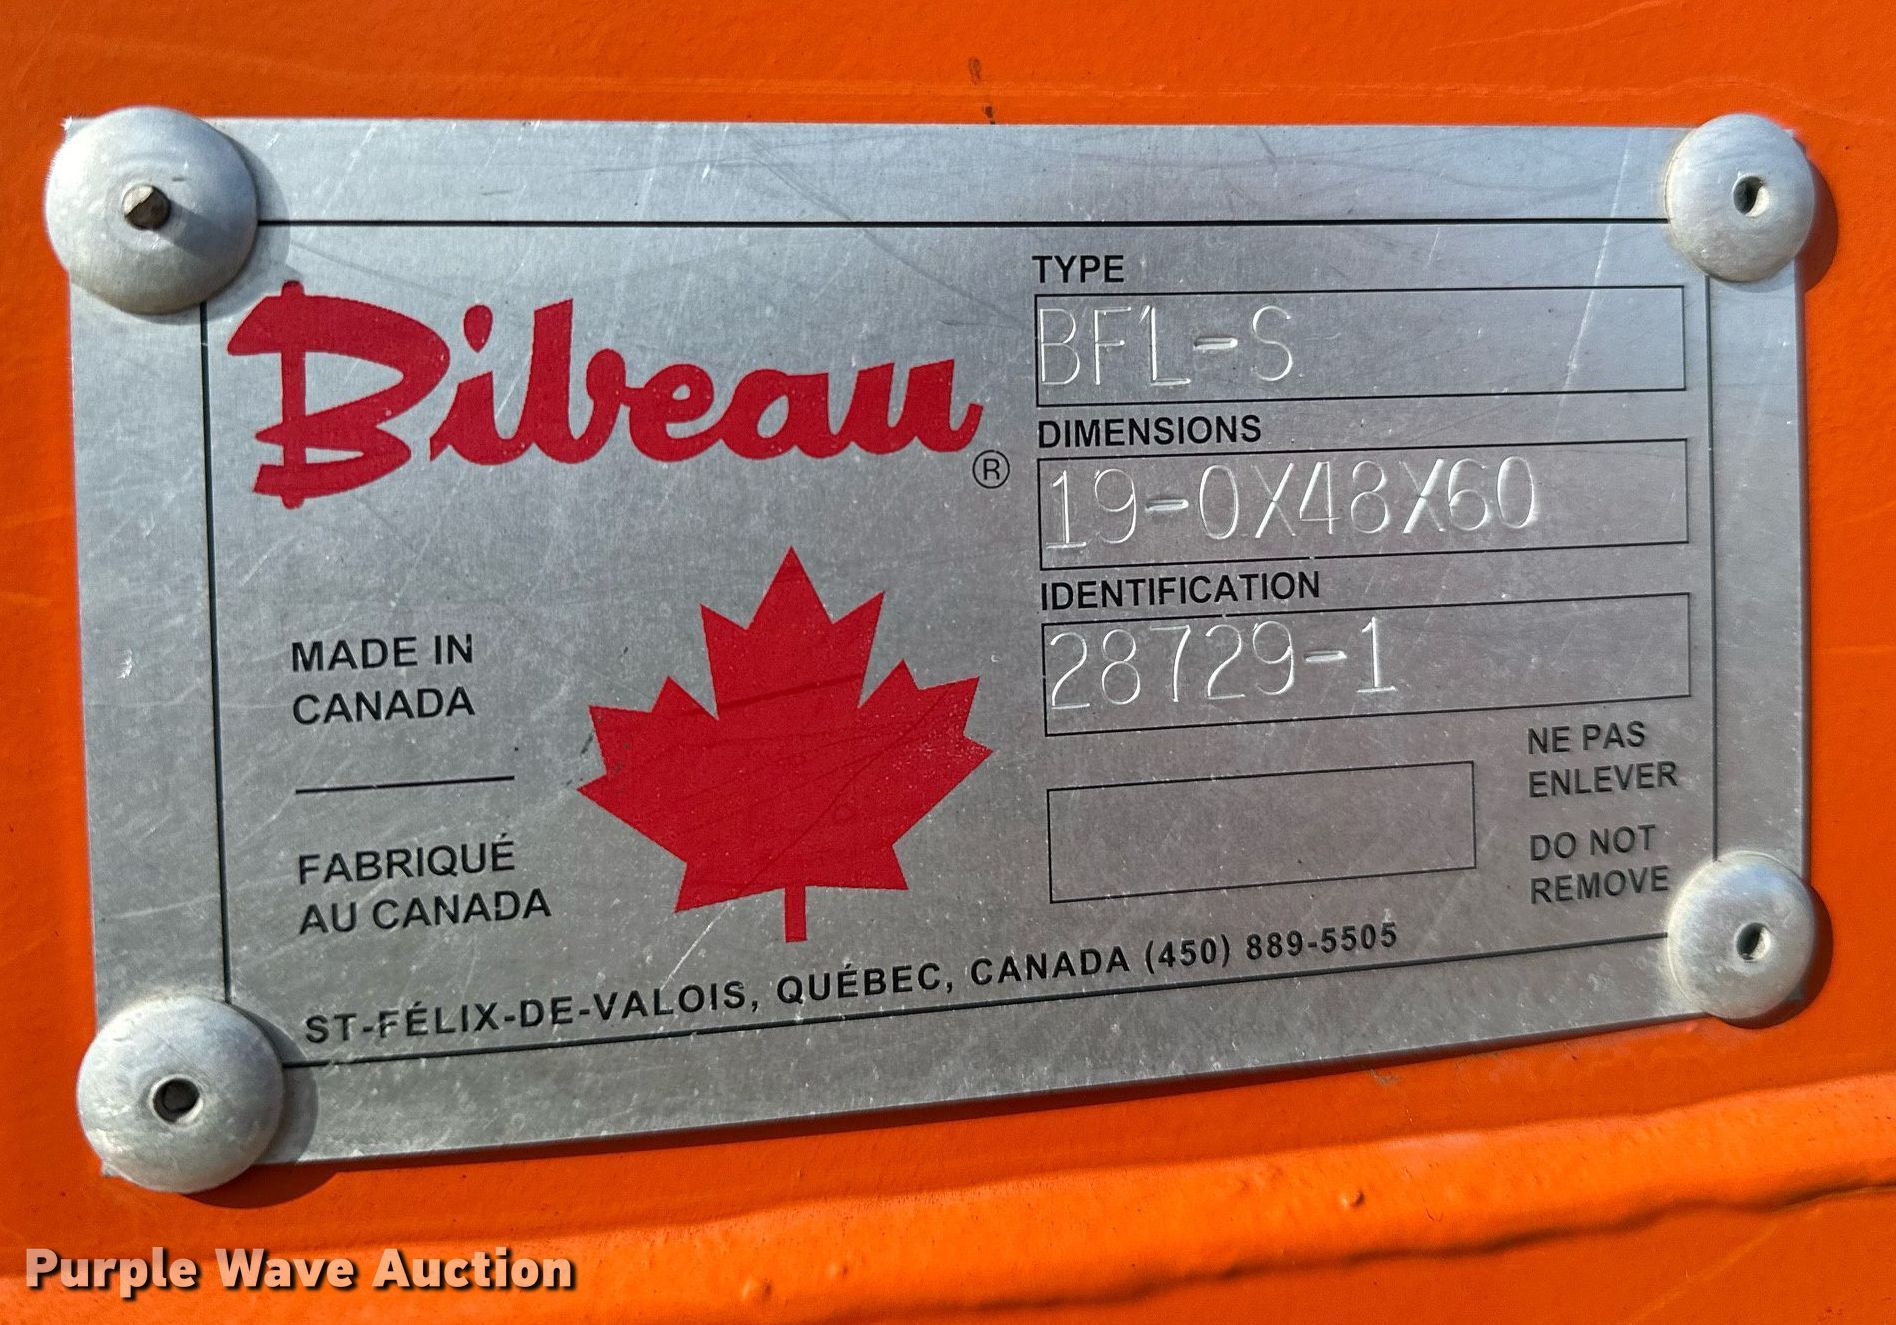 Bibeau ®
MADE IN
CANADA
FABRIQUÉ
AU CANADA
TYPE
BFL-S
DIMENSIONS
19-0X48X60
IDENTIFICATION
28729-1
NE PAS
ENLEVER
DO NOT
REMOVE
ST-FÉLIX-DE-VALOIS, QUÉBEC, CANADA (450) 889-5505
Purple Wave Auction